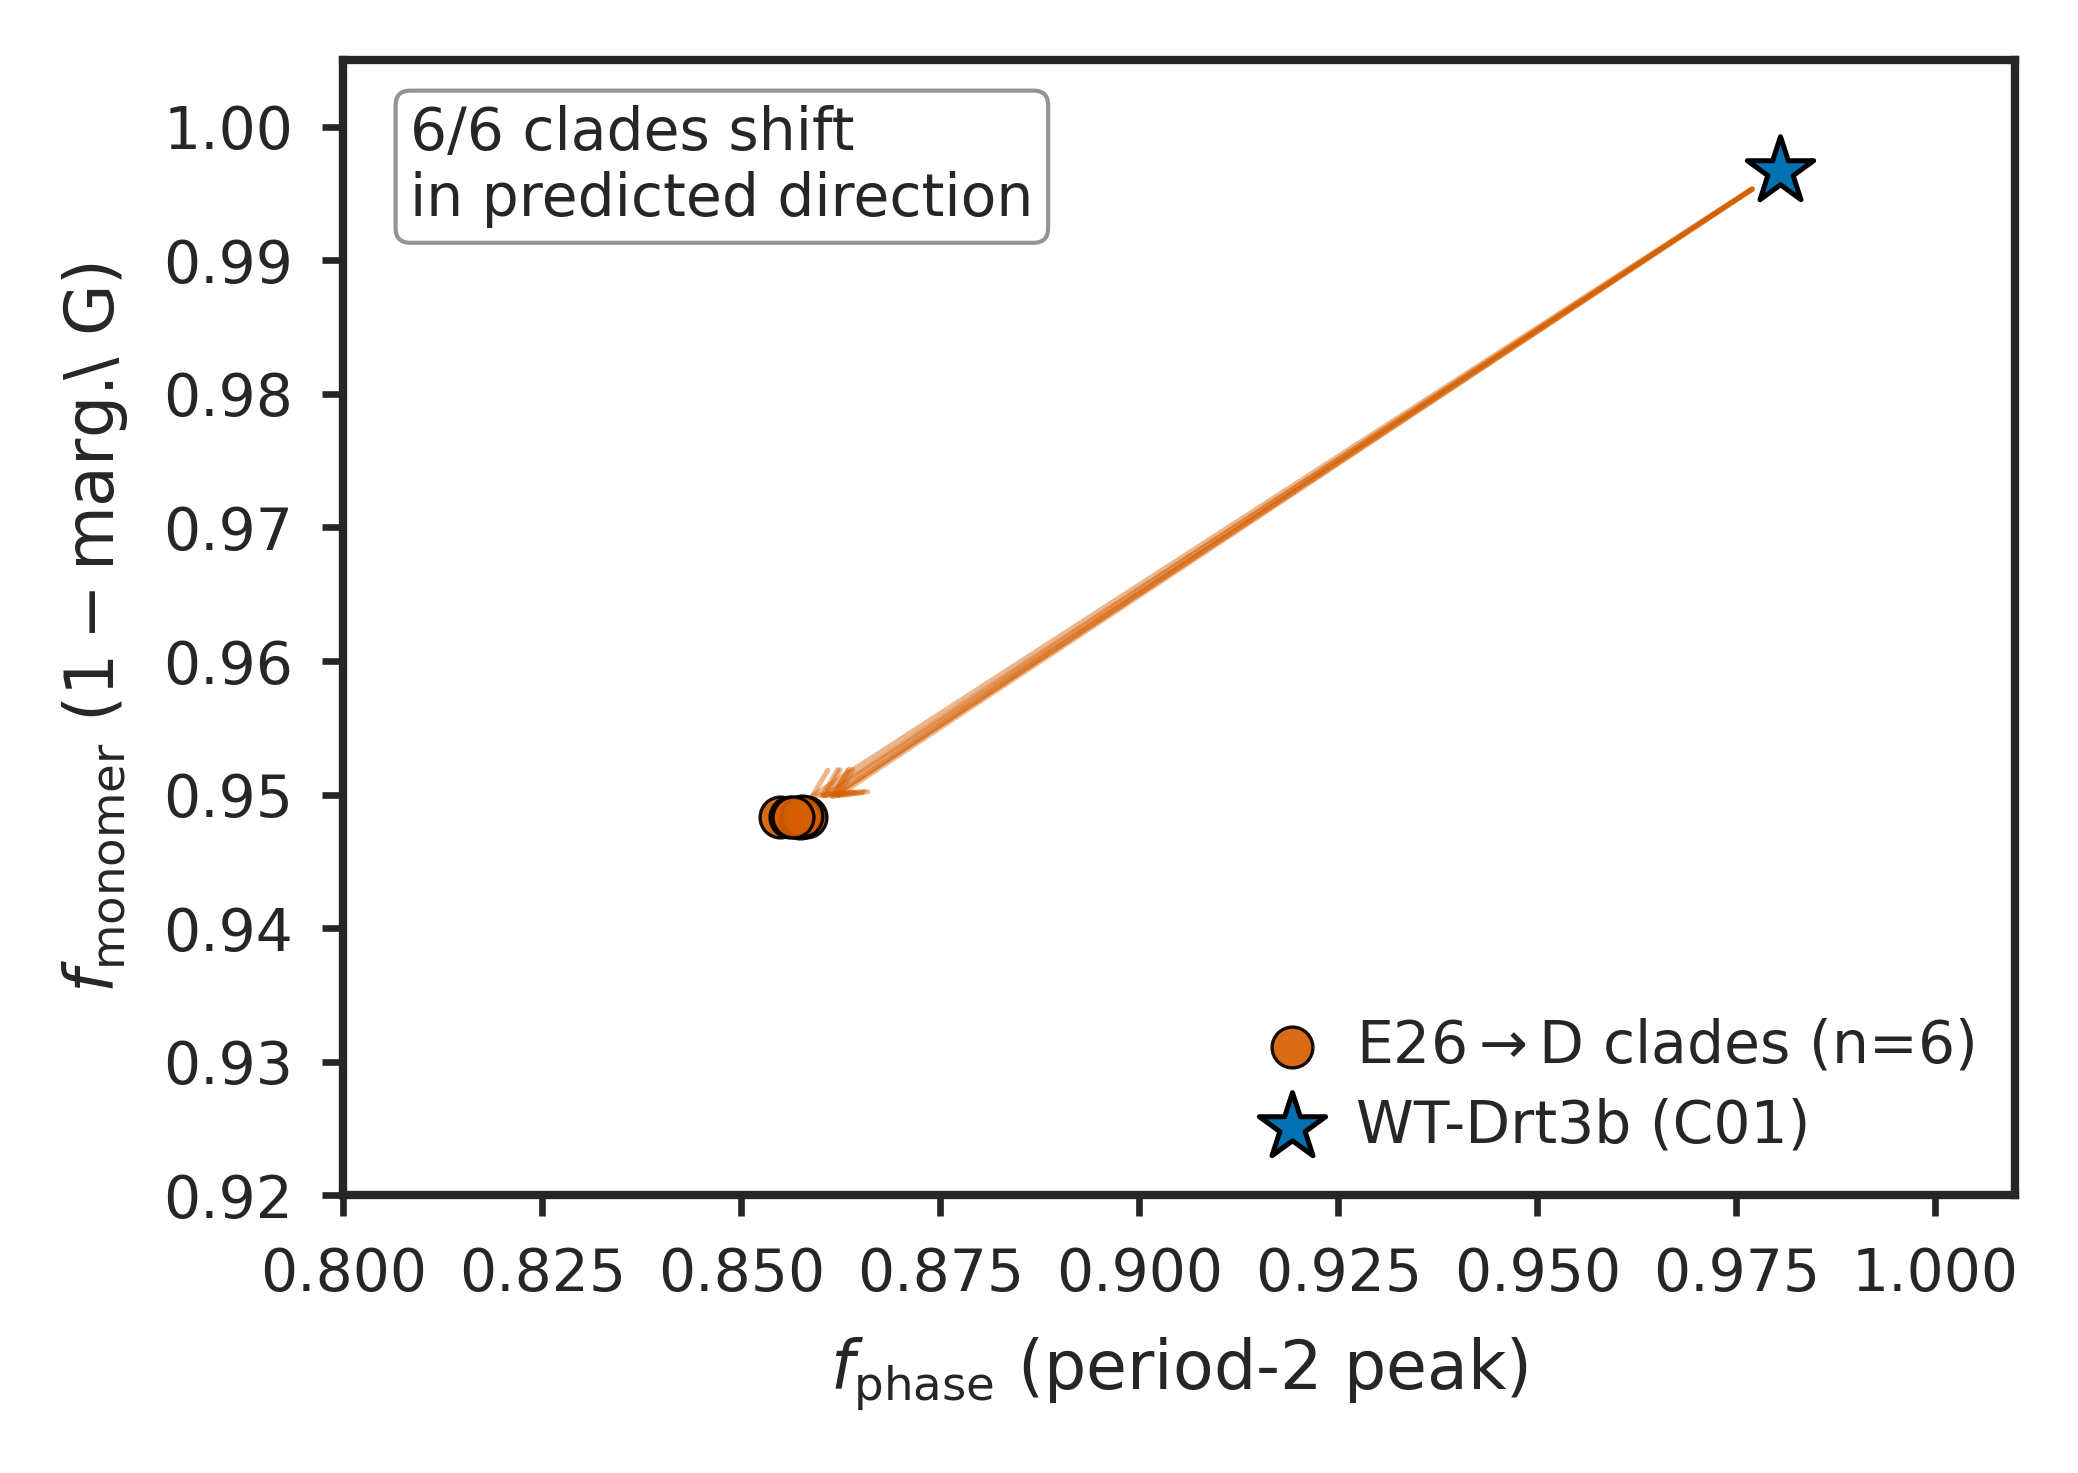 6/6 clades shift
in predicted direction
1.00
0.99
0.98
0.97
0.96
0.95
0.94
0.93
0.92
f_monomer (1 − marg.\ G)
E26→D clades (n=6)
WT-Drt3b (C01)
0.800 0.825 0.850 0.875 0.900 0.925 0.950 0.975 1.000
f_phase (period-2 peak)